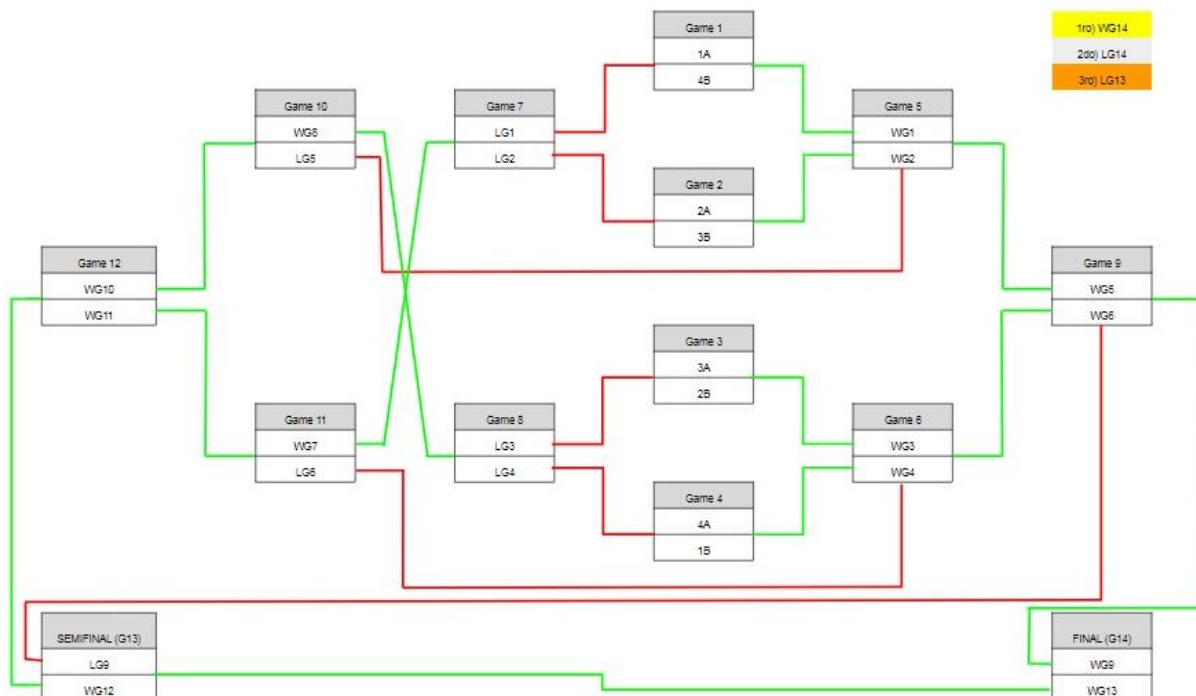 Game 1
1A
4B
1ro) WG14
2do) LG14
3ro) LG13
Game 10
WG8
LG5
Game 7
LG1
LG2
Game 5
WG1
WG2
Game 2
2A
3B
Game 12
WG10
WG11
Game 9
WG5
WG6
Game 3
3A
2B
Game 11
WG7
LG6
Game 8
LG3
LG4
Game 6
WG3
WG4
Game 4
4A
1B
SEMIFINAL (G13)
LG9
WG12
FINAL (G14)
WG9
WG13